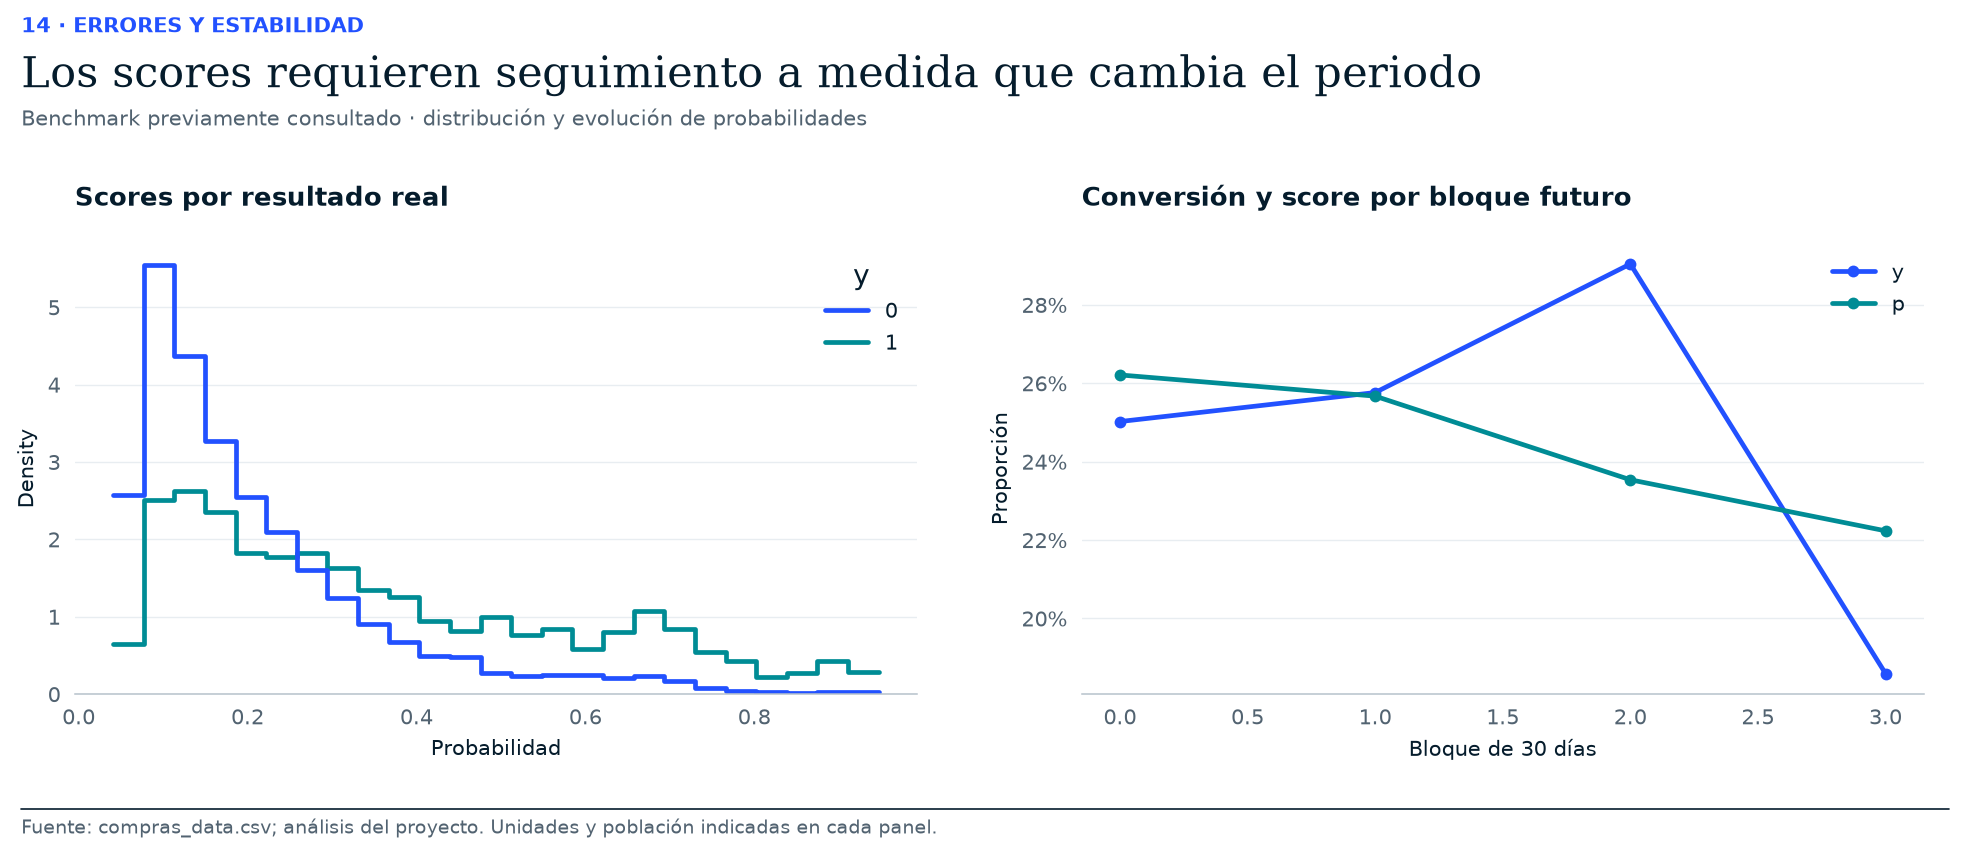 14 · ERRORES Y ESTABILIDAD
Los scores requieren seguimiento a medida que cambia el periodo
Benchmark previamente consultado · distribución y evolución de probabilidades
Scores por resultado real
y
0
1
5
4
3
2
1
0
Density
0.0 0.2 0.4 0.6 0.8
Probabilidad
Conversión y score por bloque futuro
y
p
28%
26%
24%
22%
20%
Proporción
0.0 0.5 1.0 1.5 2.0 2.5 3.0
Bloque de 30 días
Fuente: compras_data.csv; análisis del proyecto. Unidades y población indicadas en cada panel.